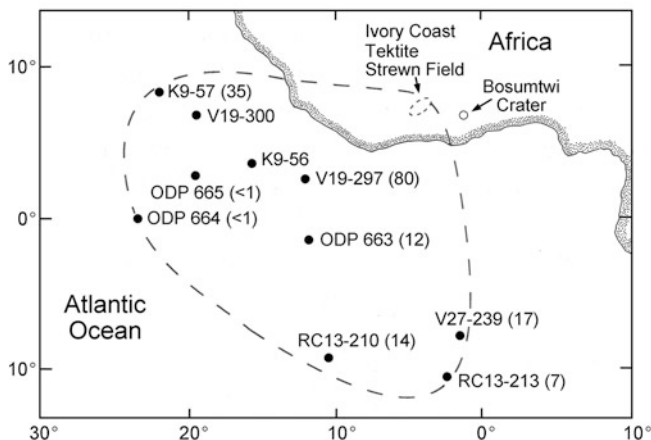 Ivory Coast
Tektite
Strewn Field
Africa
Bosumtwi
Crater
10°
K9-57 (35)
V19-300
K9-56
V19-297 (80)
ODP 665 (<1)
0°
ODP 664 (<1)
ODP 663 (12)
Atlantic
Ocean
V27-239 (17)
RC13-210 (14)
RC13-213 (7)
10°
30°
20°
10°
0°
10°